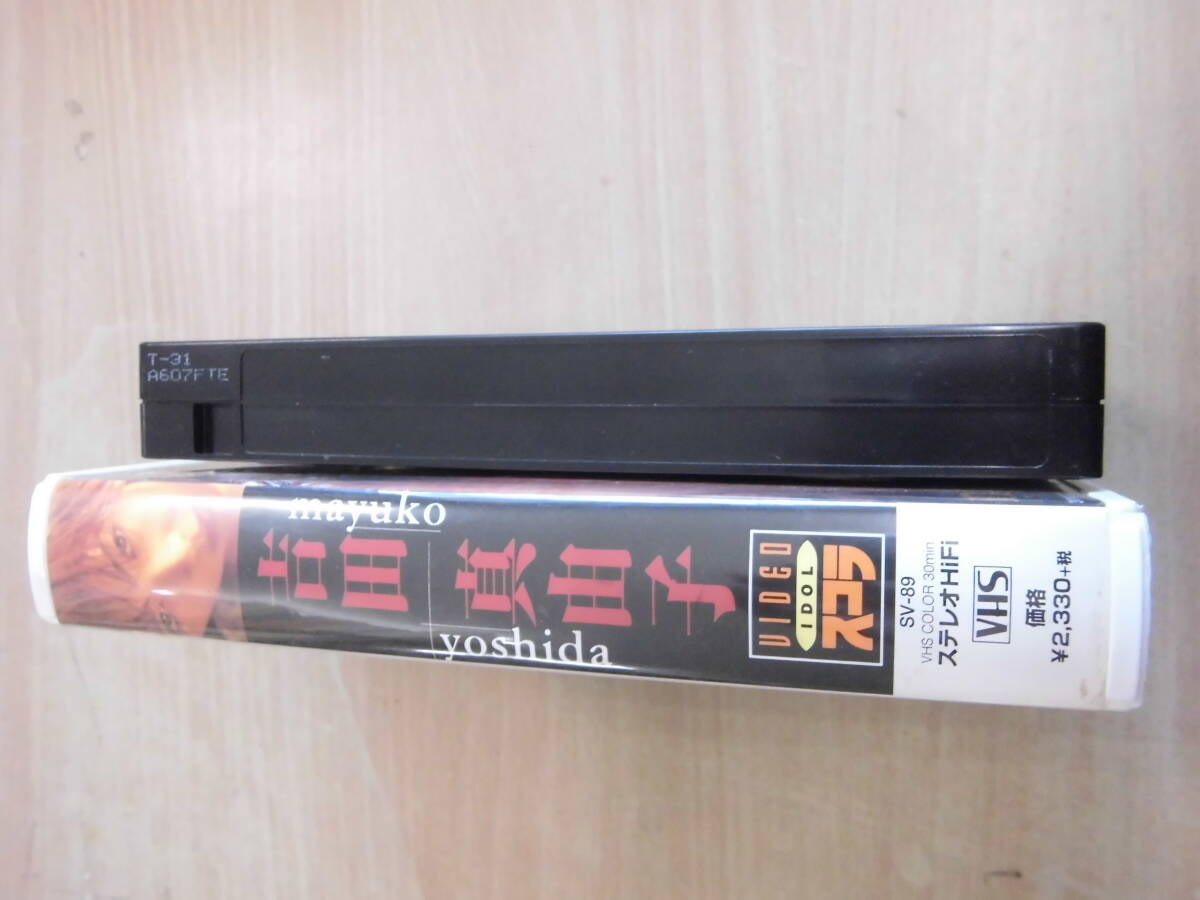 T-31
A607FTE
mayuko
吉田
真由子
yoshida
VIDEO
IDOL
スコラ
SV-89
VHS COLOR 30min
ステレオHiFi
VHS
価格
¥2,330+税